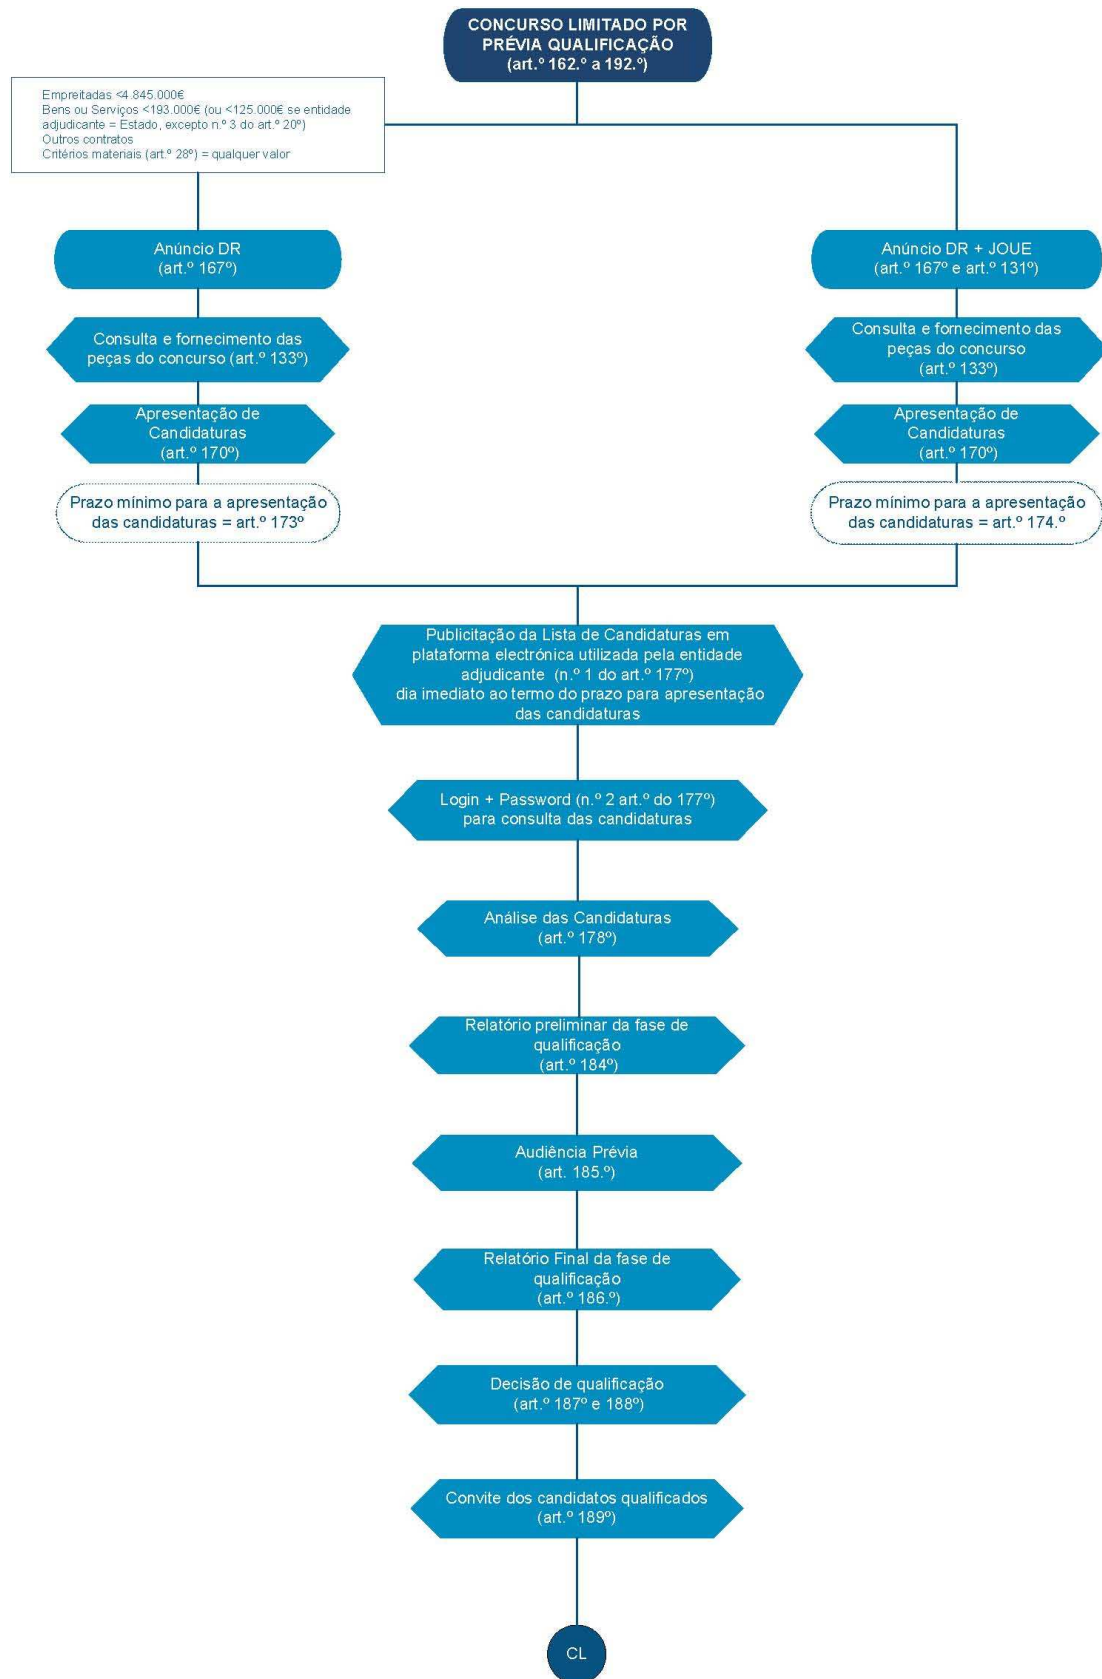 CONCURSO LIMITADO POR
PRÉVIA QUALIFICAÇÃO
(art.º 162.º a 192.º)
Empreitadas <4.845.000€
Bens ou Serviços <193.000€ (ou <125.000€ se entidade
adjudicante = Estado, excepto n.º 3 do art.º 20º)
Outros contratos
Critérios materiais (art.º 28º) = qualquer valor
Anúncio DR
(art.º 167º)
Consulta e fornecimento das
peças do concurso (art.º 133º)
Apresentação de
Candidaturas
(art.º 170º)
Prazo mínimo para a apresentação
das candidaturas = art.º 173º
Anúncio DR + JOUE
(art.º 167º e art.º 131º)
Consulta e fornecimento das
peças do concurso
(art.º 133º)
Apresentação de
Candidaturas
(art.º 170º)
Prazo mínimo para a apresentação
das candidaturas = art.º 174.º
Publicitação da Lista de Candidaturas em
plataforma electrónica utilizada pela entidade
adjudicante (n.º 1 do art.º 177º)
dia imediato ao termo do prazo para apresentação
das candidaturas
Login + Password (n.º 2 art.º do 177º)
para consulta das candidaturas
Análise das Candidaturas
(art.º 178º)
Relatório preliminar da fase de
qualificação
(art.º 184º)
Audiência Prévia
(art. 185.º)
Relatório Final da fase de
qualificação
(art.º 186.º)
Decisão de qualificação
(art.º 187º e 188º)
Convite dos candidatos qualificados
(art.º 189º)
CL